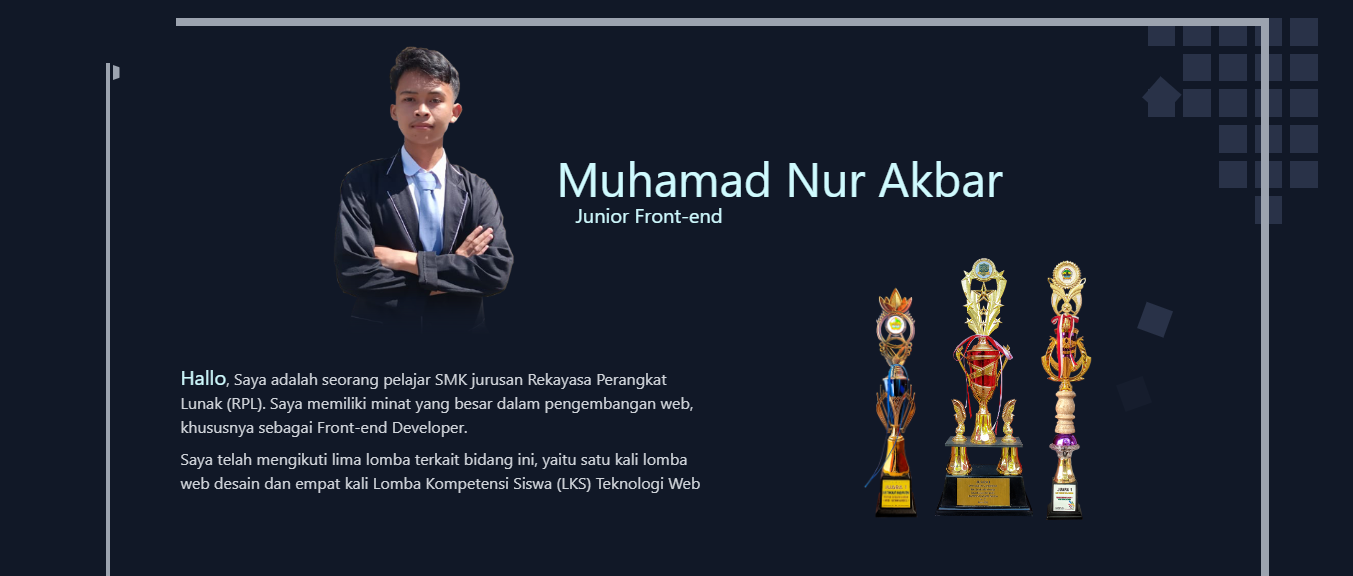 Muhamad Nur Akbar
Junior Front-end
Hallo, Saya adalah seorang pelajar SMK jurusan Rekayasa Perangkat
Lunak (RPL). Saya memiliki minat yang besar dalam pengembangan web,
khususnya sebagai Front-end Developer.
Saya telah mengikuti lima lomba terkait bidang ini, yaitu satu kali lomba
web desain dan empat kali Lomba Kompetensi Siswa (LKS) Teknologi Web
JUARA 1